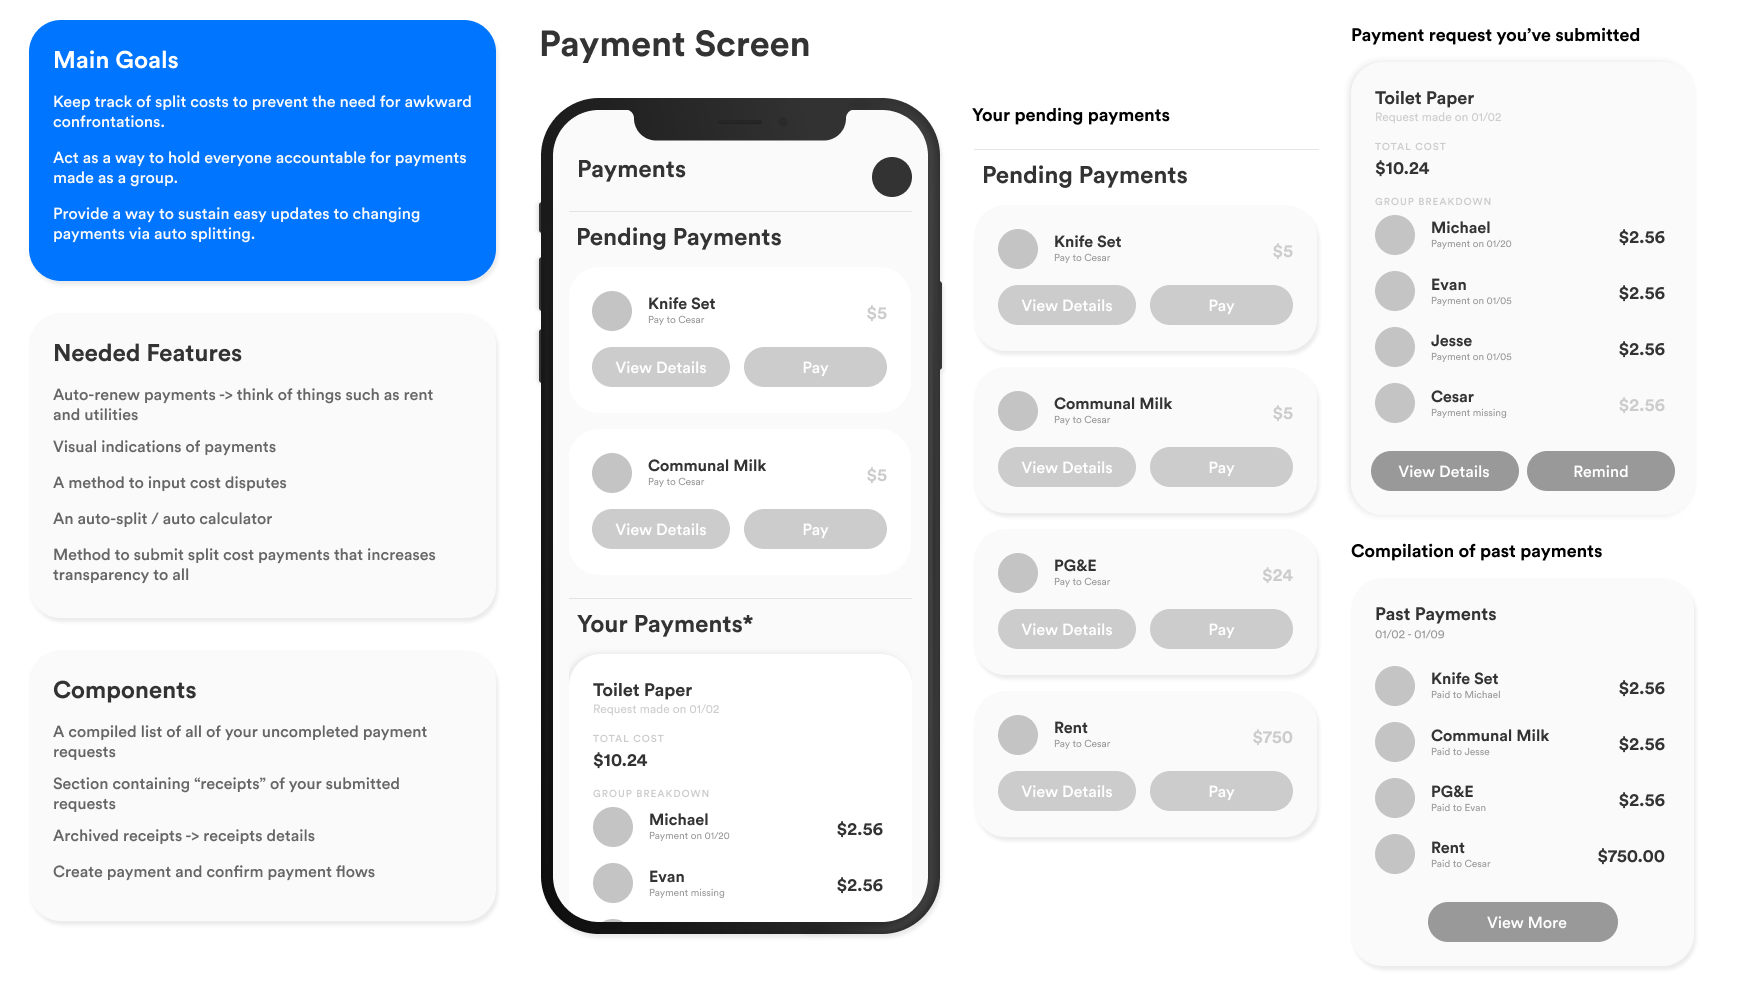 Main Goals
Keep track of split costs to prevent the need for awkward
confrontations.
Act as a way to hold everyone accountable for payments
made as a group.
Provide a way to sustain easy updates to changing
payments via auto splitting.
Needed Features
Auto-renew payments -> think of things such as rent
and utilities
Visual indications of payments
A method to input cost disputes
An auto-split / auto calculator
Method to submit split cost payments that increases
transparency to all
Components
A compiled list of all of your uncompleted payment
requests
Section containing “receipts” of your submitted
requests
Archived receipts -> receipts details
Create payment and confirm payment flows
Payment Screen
Payments
Pending Payments
Knife Set
Pay to Cesar
$5
View Details
Pay
Communal Milk
Pay to Cesar
$5
View Details
Pay
Your Payments*
Toilet Paper
Request made on 01/02
TOTAL COST
$10.24
GROUP BREAKDOWN
Michael
Payment on 01/20
$2.56
Evan
Payment missing
$2.56
Your pending payments
Pending Payments
Knife Set
Pay to Cesar
$5
View Details
Pay
Communal Milk
Pay to Cesar
$5
View Details
Pay
PG&E
Pay to Cesar
$24
View Details
Pay
Rent
Pay to Cesar
$750
View Details
Pay
Payment request you’ve submitted
Toilet Paper
Request made on 01/02
TOTAL COST
$10.24
GROUP BREAKDOWN
Michael
Payment on 01/20
$2.56
Evan
Payment on 01/05
$2.56
Jesse
Payment on 01/05
$2.56
Cesar
Payment missing
$2.56
View Details
Remind
Compilation of past payments
Past Payments
01/02 - 01/09
Knife Set
Paid to Michael
$2.56
Communal Milk
Paid to Jesse
$2.56
PG&E
Paid to Evan
$2.56
Rent
Paid to Cesar
$750.00
View More